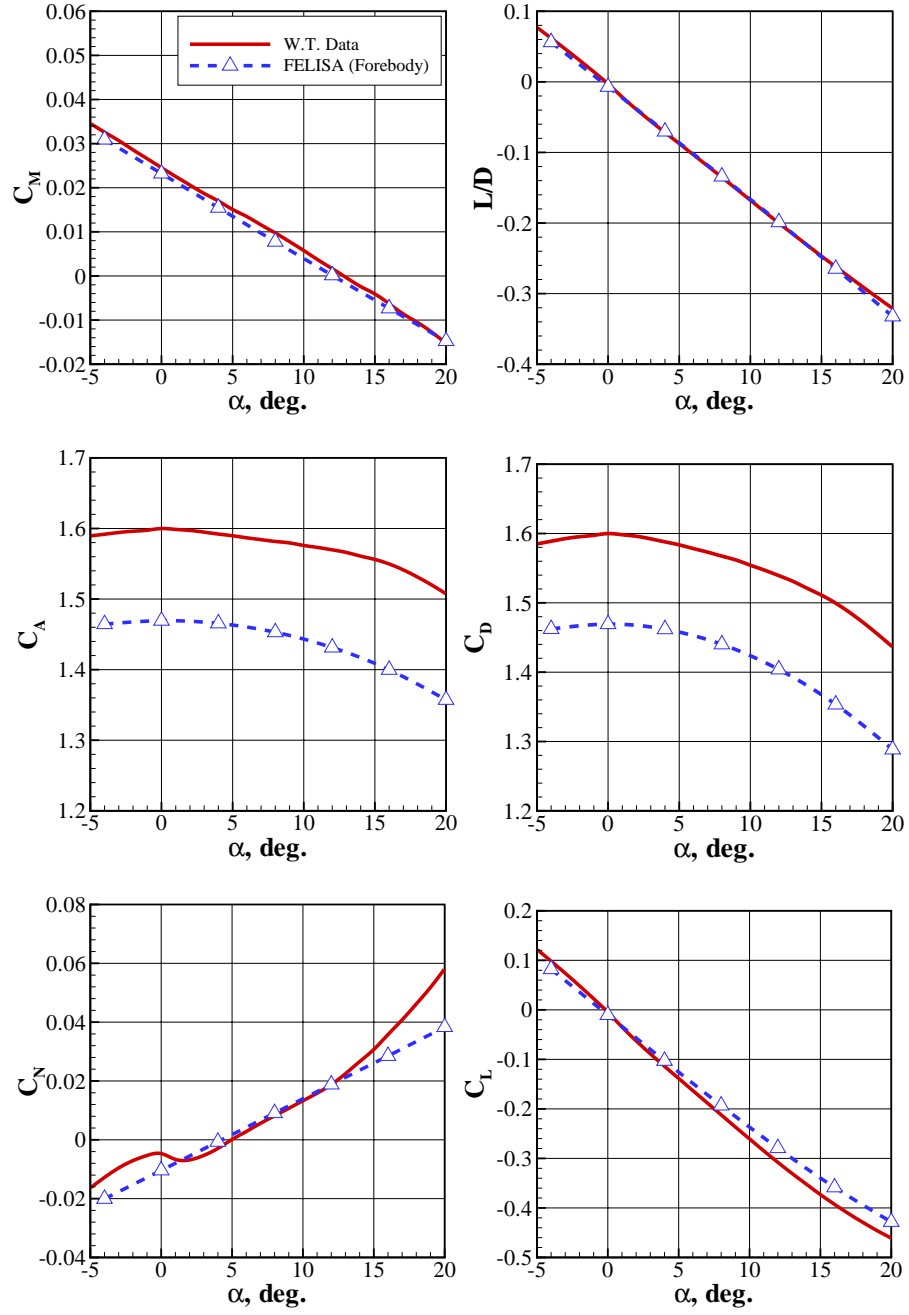 0.06
0.05
0.04
0.03
0.02
0.01
0
-0.01
-0.02
C_M
W.T. Data
FELISA (Forebody)
-5 0 5 10 15 20
α, deg.
0.1
0
-0.1
-0.2
-0.3
-0.4
L/D
-5 0 5 10 15 20
α, deg.
1.7
1.6
1.5
1.4
1.3
1.2
C_A
-5 0 5 10 15 20
α, deg.
1.7
1.6
1.5
1.4
1.3
1.2
C_D
-5 0 5 10 15 20
α, deg.
0.08
0.06
0.04
0.02
0
-0.02
-0.04
C_N
-5 0 5 10 15 20
α, deg.
0.2
0.1
0
-0.1
-0.2
-0.3
-0.4
-0.5
C_L
-5 0 5 10 15 20
α, deg.